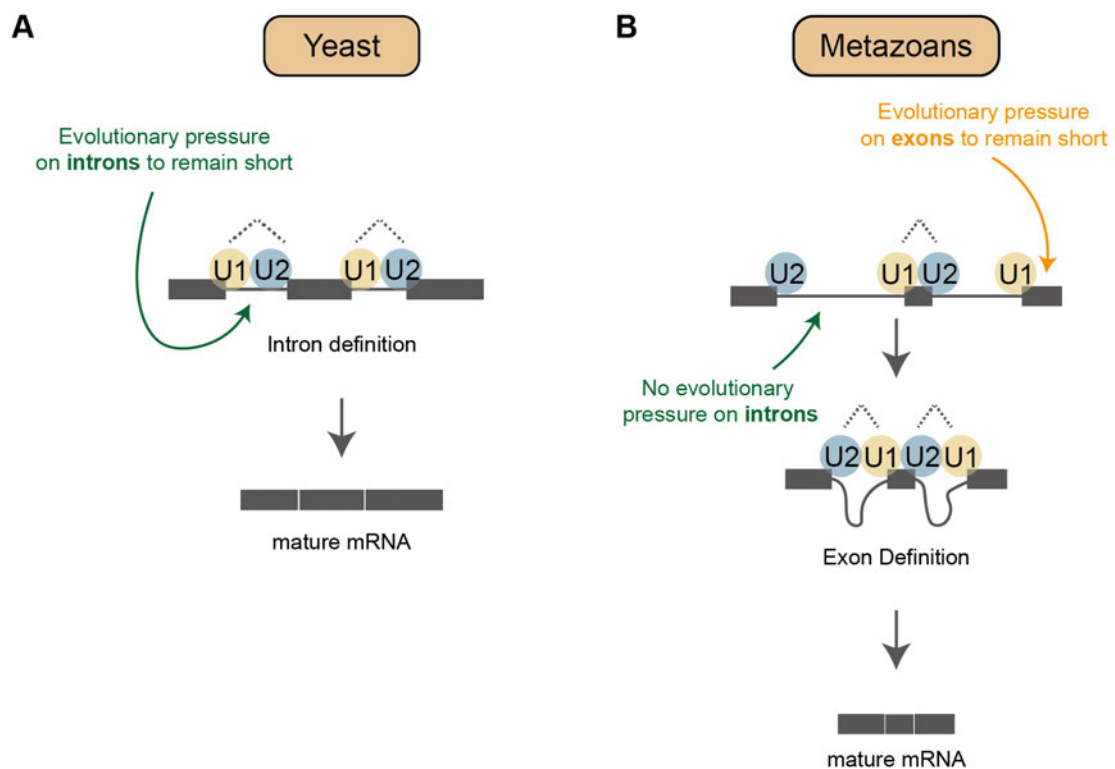 A
Yeast
Evolutionary pressure
on introns to remain short
U1
U2
U1
U2
Intron definition
mature mRNA
B
Metazoans
Evolutionary pressure
on exons to remain short
U2
U1
U2
U1
No evolutionary
pressure on introns
U2
U1
U2
U1
Exon Definition
mature mRNA